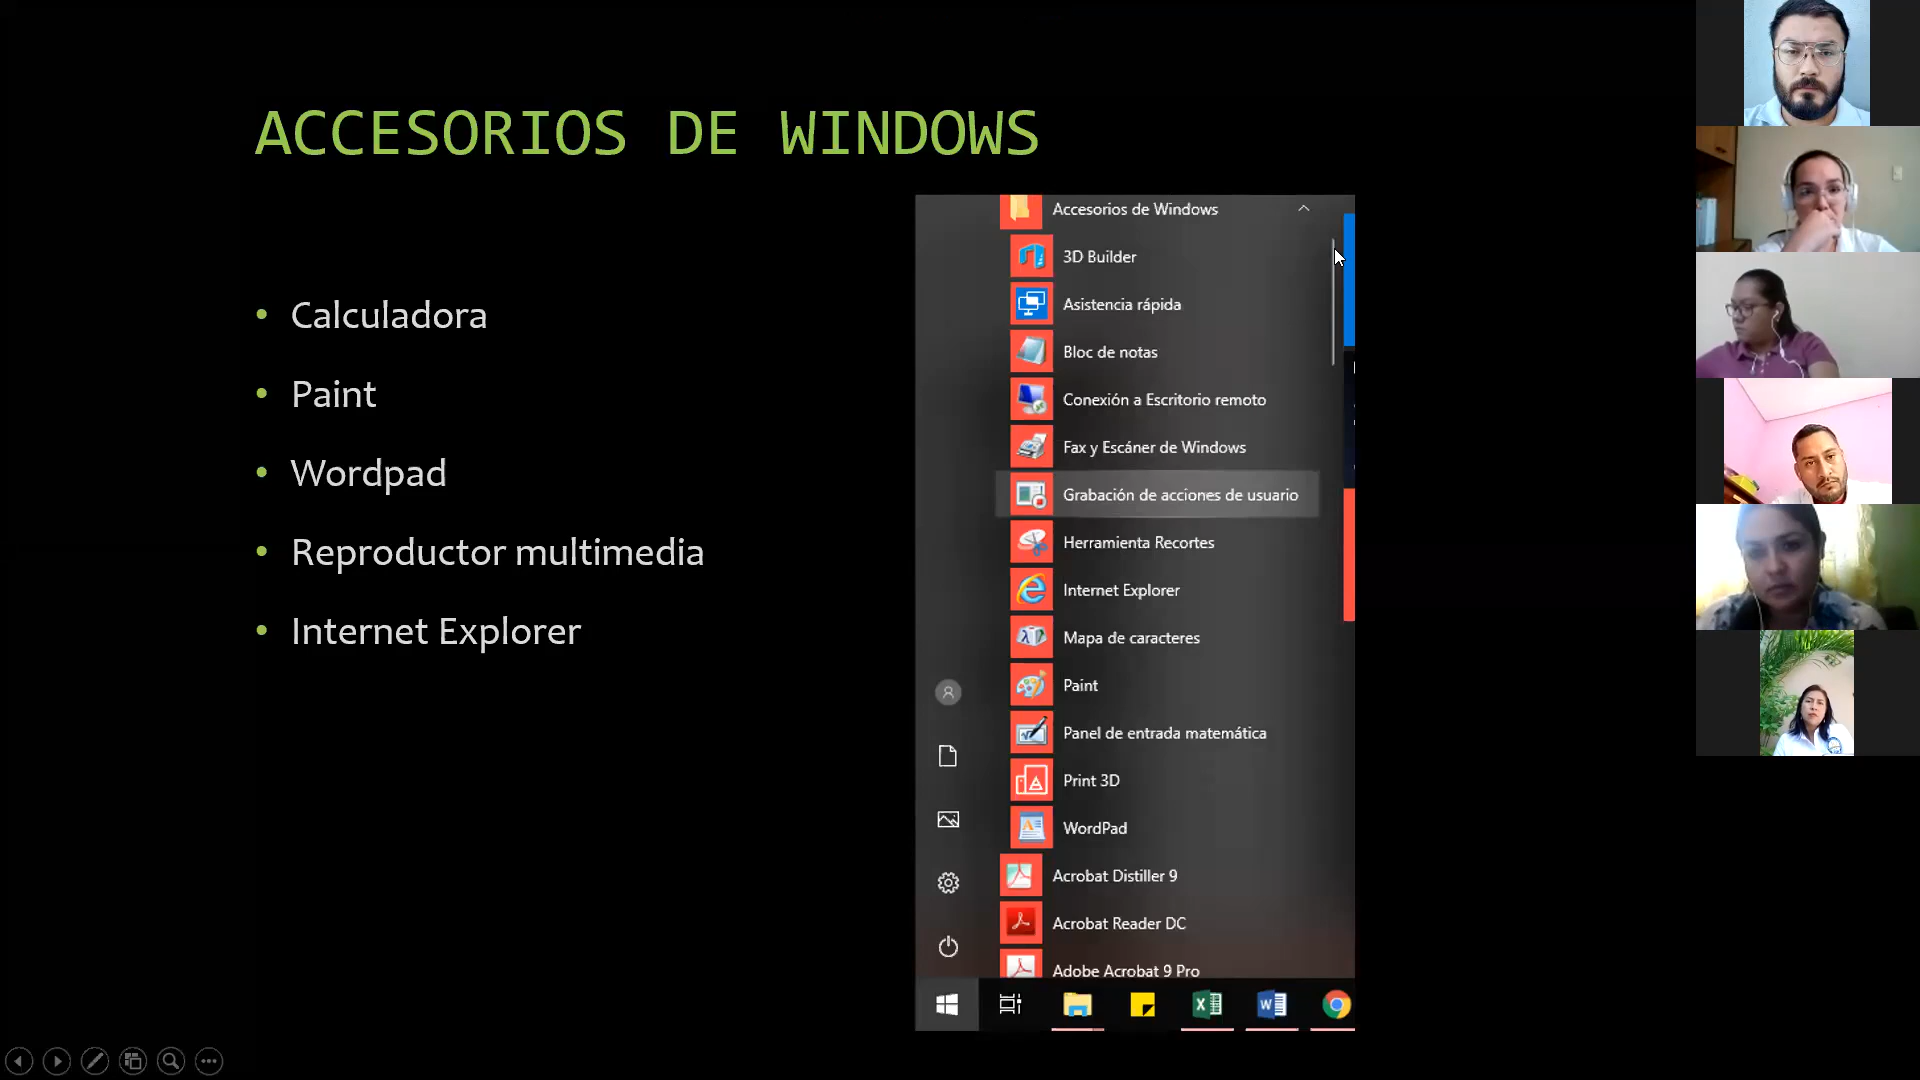 ACCESORIOS DE WINDOWS
• Calculadora
• Paint
• Wordpad
• Reproductor multimedia
• Internet Explorer
Accesorios de Windows
3D Builder
Asistencia rápida
Bloc de notas
Conexión a Escritorio remoto
Fax y Escáner de Windows
Grabación de acciones de usuario
Herramienta Recortes
Internet Explorer
Mapa de caracteres
Paint
Panel de entrada matemática
Print 3D
WordPad
Acrobat Distiller 9
Acrobat Reader DC
Adobe Acrobat 9 Pro